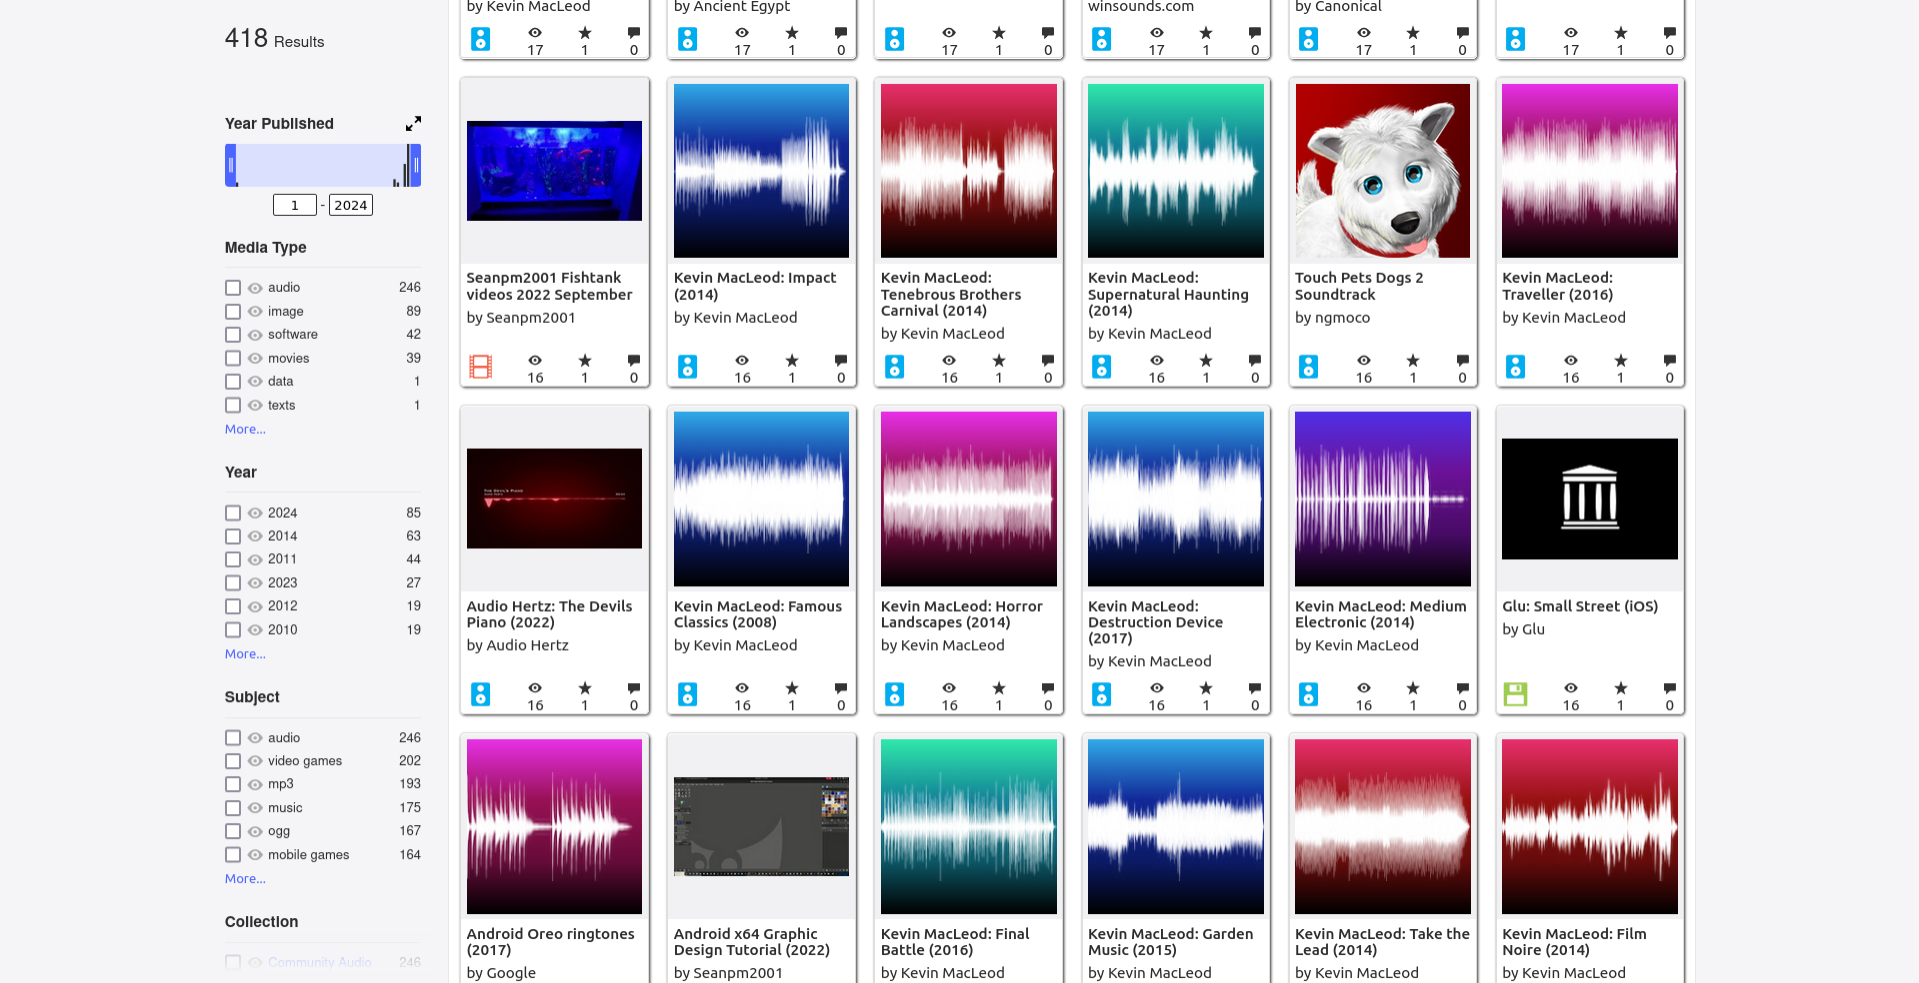 418 Results
Year Published
1 - 2024
Media Type
audio 246
image 89
software 42
movies 39
data 1
texts 1
More...
Year
2024 85
2014 63
2011 44
2023 27
2012 19
2010 19
More...
Subject
audio 246
video games 202
mp3 193
music 175
ogg 167
mobile games 164
More...
Collection
Community Audio 246
by Kevin MacLeod
17 1 0
by Ancient Egypt
17 1 0
17 1 0
winsounds.com
17 1 0
by Canonical
17 1 0
17 1 0
Seanpm2001 Fishtank
videos 2022 September
by Seanpm2001
16 1 0
Kevin MacLeod: Impact
(2014)
by Kevin MacLeod
16 1 0
Kevin MacLeod:
Tenebrous Brothers
Carnival (2014)
by Kevin MacLeod
16 1 0
Kevin MacLeod:
Supernatural Haunting
(2014)
by Kevin MacLeod
16 1 0
Touch Pets Dogs 2
Soundtrack
by ngmoco
16 1 0
Kevin MacLeod:
Traveller (2016)
by Kevin MacLeod
16 1 0
Audio Hertz: The Devils
Piano (2022)
by Audio Hertz
16 1 0
Kevin MacLeod: Famous
Classics (2008)
by Kevin MacLeod
16 1 0
Kevin MacLeod: Horror
Landscapes (2014)
by Kevin MacLeod
16 1 0
Kevin MacLeod:
Destruction Device
(2017)
by Kevin MacLeod
16 1 0
Kevin MacLeod: Medium
Electronic (2014)
by Kevin MacLeod
16 1 0
Glu: Small Street (iOS)
by Glu
16 1 0
Android Oreo ringtones
(2017)
by Google
Android x64 Graphic
Design Tutorial (2022)
by Seanpm2001
Kevin MacLeod: Final
Battle (2016)
by Kevin MacLeod
Kevin MacLeod: Garden
Music (2015)
by Kevin MacLeod
Kevin MacLeod: Take the
Lead (2014)
by Kevin MacLeod
Kevin MacLeod: Film
Noire (2014)
by Kevin MacLeod